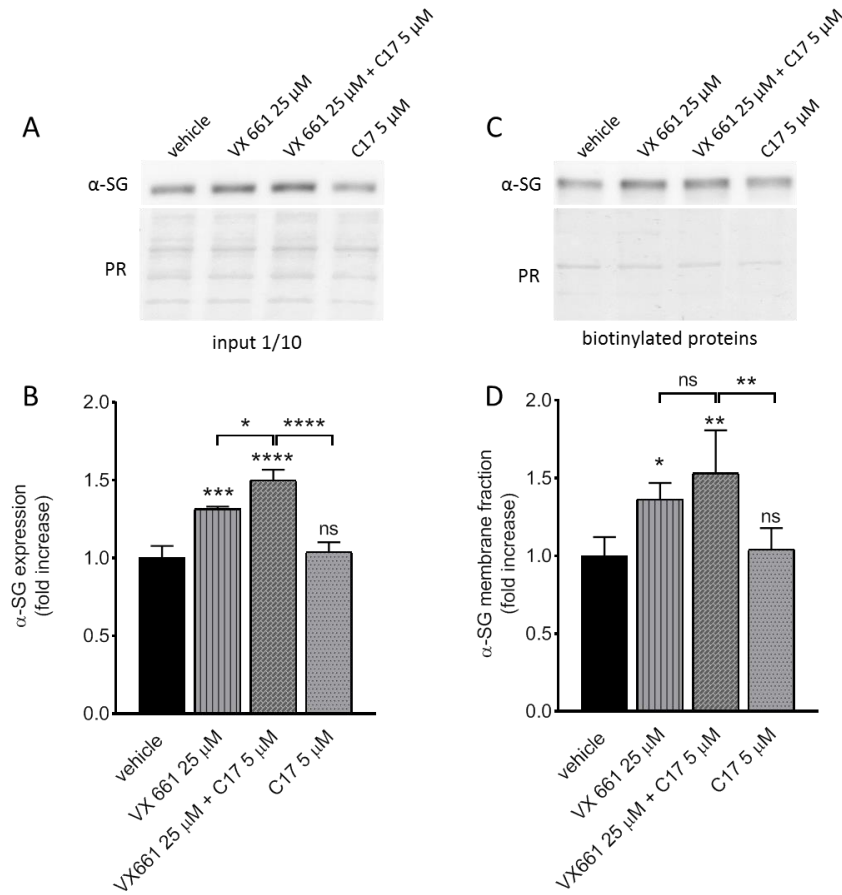 A
vehicle
VX 661 25 µM
VX 661 25 µM + C17 5 µM
C17 5 µM
α-SG
PR
input 1/10
C
vehicle
VX 661 25 µM
VX 661 25 µM + C17 5 µM
C17 5 µM
α-SG
PR
biotinylated proteins
B
α-SG expression
(fold increase)
2.0
1.5
1.0
0.5
0.0
*
****
***
****
ns
vehicle
VX 661 25 µM
VX661 25 µM + C17 5 µM
C17 5 µM
D
α-SG membrane fraction
(fold increase)
2.0
1.5
1.0
0.5
0.0
ns
**
*
**
ns
vehicle
VX 661 25 µM
VX661 25 µM + C17 5 µM
C17 5 µM